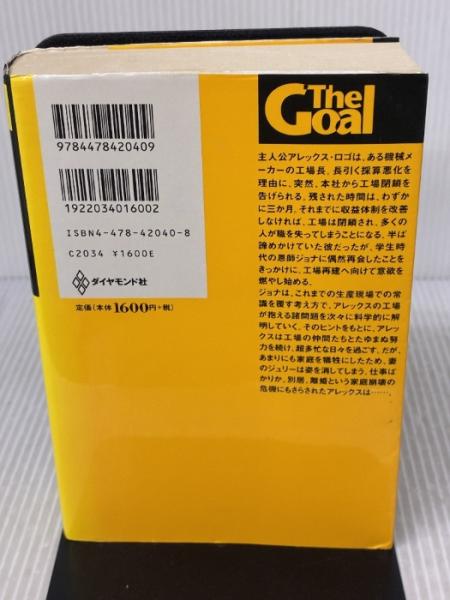 The
Goal
主人公アレックス・ロゴは、ある機械メ
ーカーの工場長。長引く採算悪化を
理由に、突然、本社から工場閉鎖を
告げられる。残された時間は、わずか
に三か月。それまでに収益体制を改善
しなければ、工場は閉鎖され、多くの
人が職を失ってしまうことになる。半ば
諦めかけていた彼だったが、学生時代
の恩師ジョナに偶然再会したことを
きっかけに、工場再建へ向けて意欲を
燃やし始める。
ジョナは、これまでの生産現場での常
識を覆す考え方で、アレックスの工場
が抱える諸問題を次々に科学的に解
明していく。そのヒントをもとに、アレッ
クスは工場の仲間たちとたゆまぬ努
力を続け、超多忙な日々を過ごす。だが、
あまりにも家庭を犠牲にしたため、妻
のジュリーは姿を消してしまう。仕事ば
かりか、別居、離婚という家庭崩壊の
危機にもさらされたアレックスは……。
9784478420409
1922034016002
ISBN4-478-42040-8
C2034 ¥1600E
ダイヤモンド社
定価(本体1600円+税)